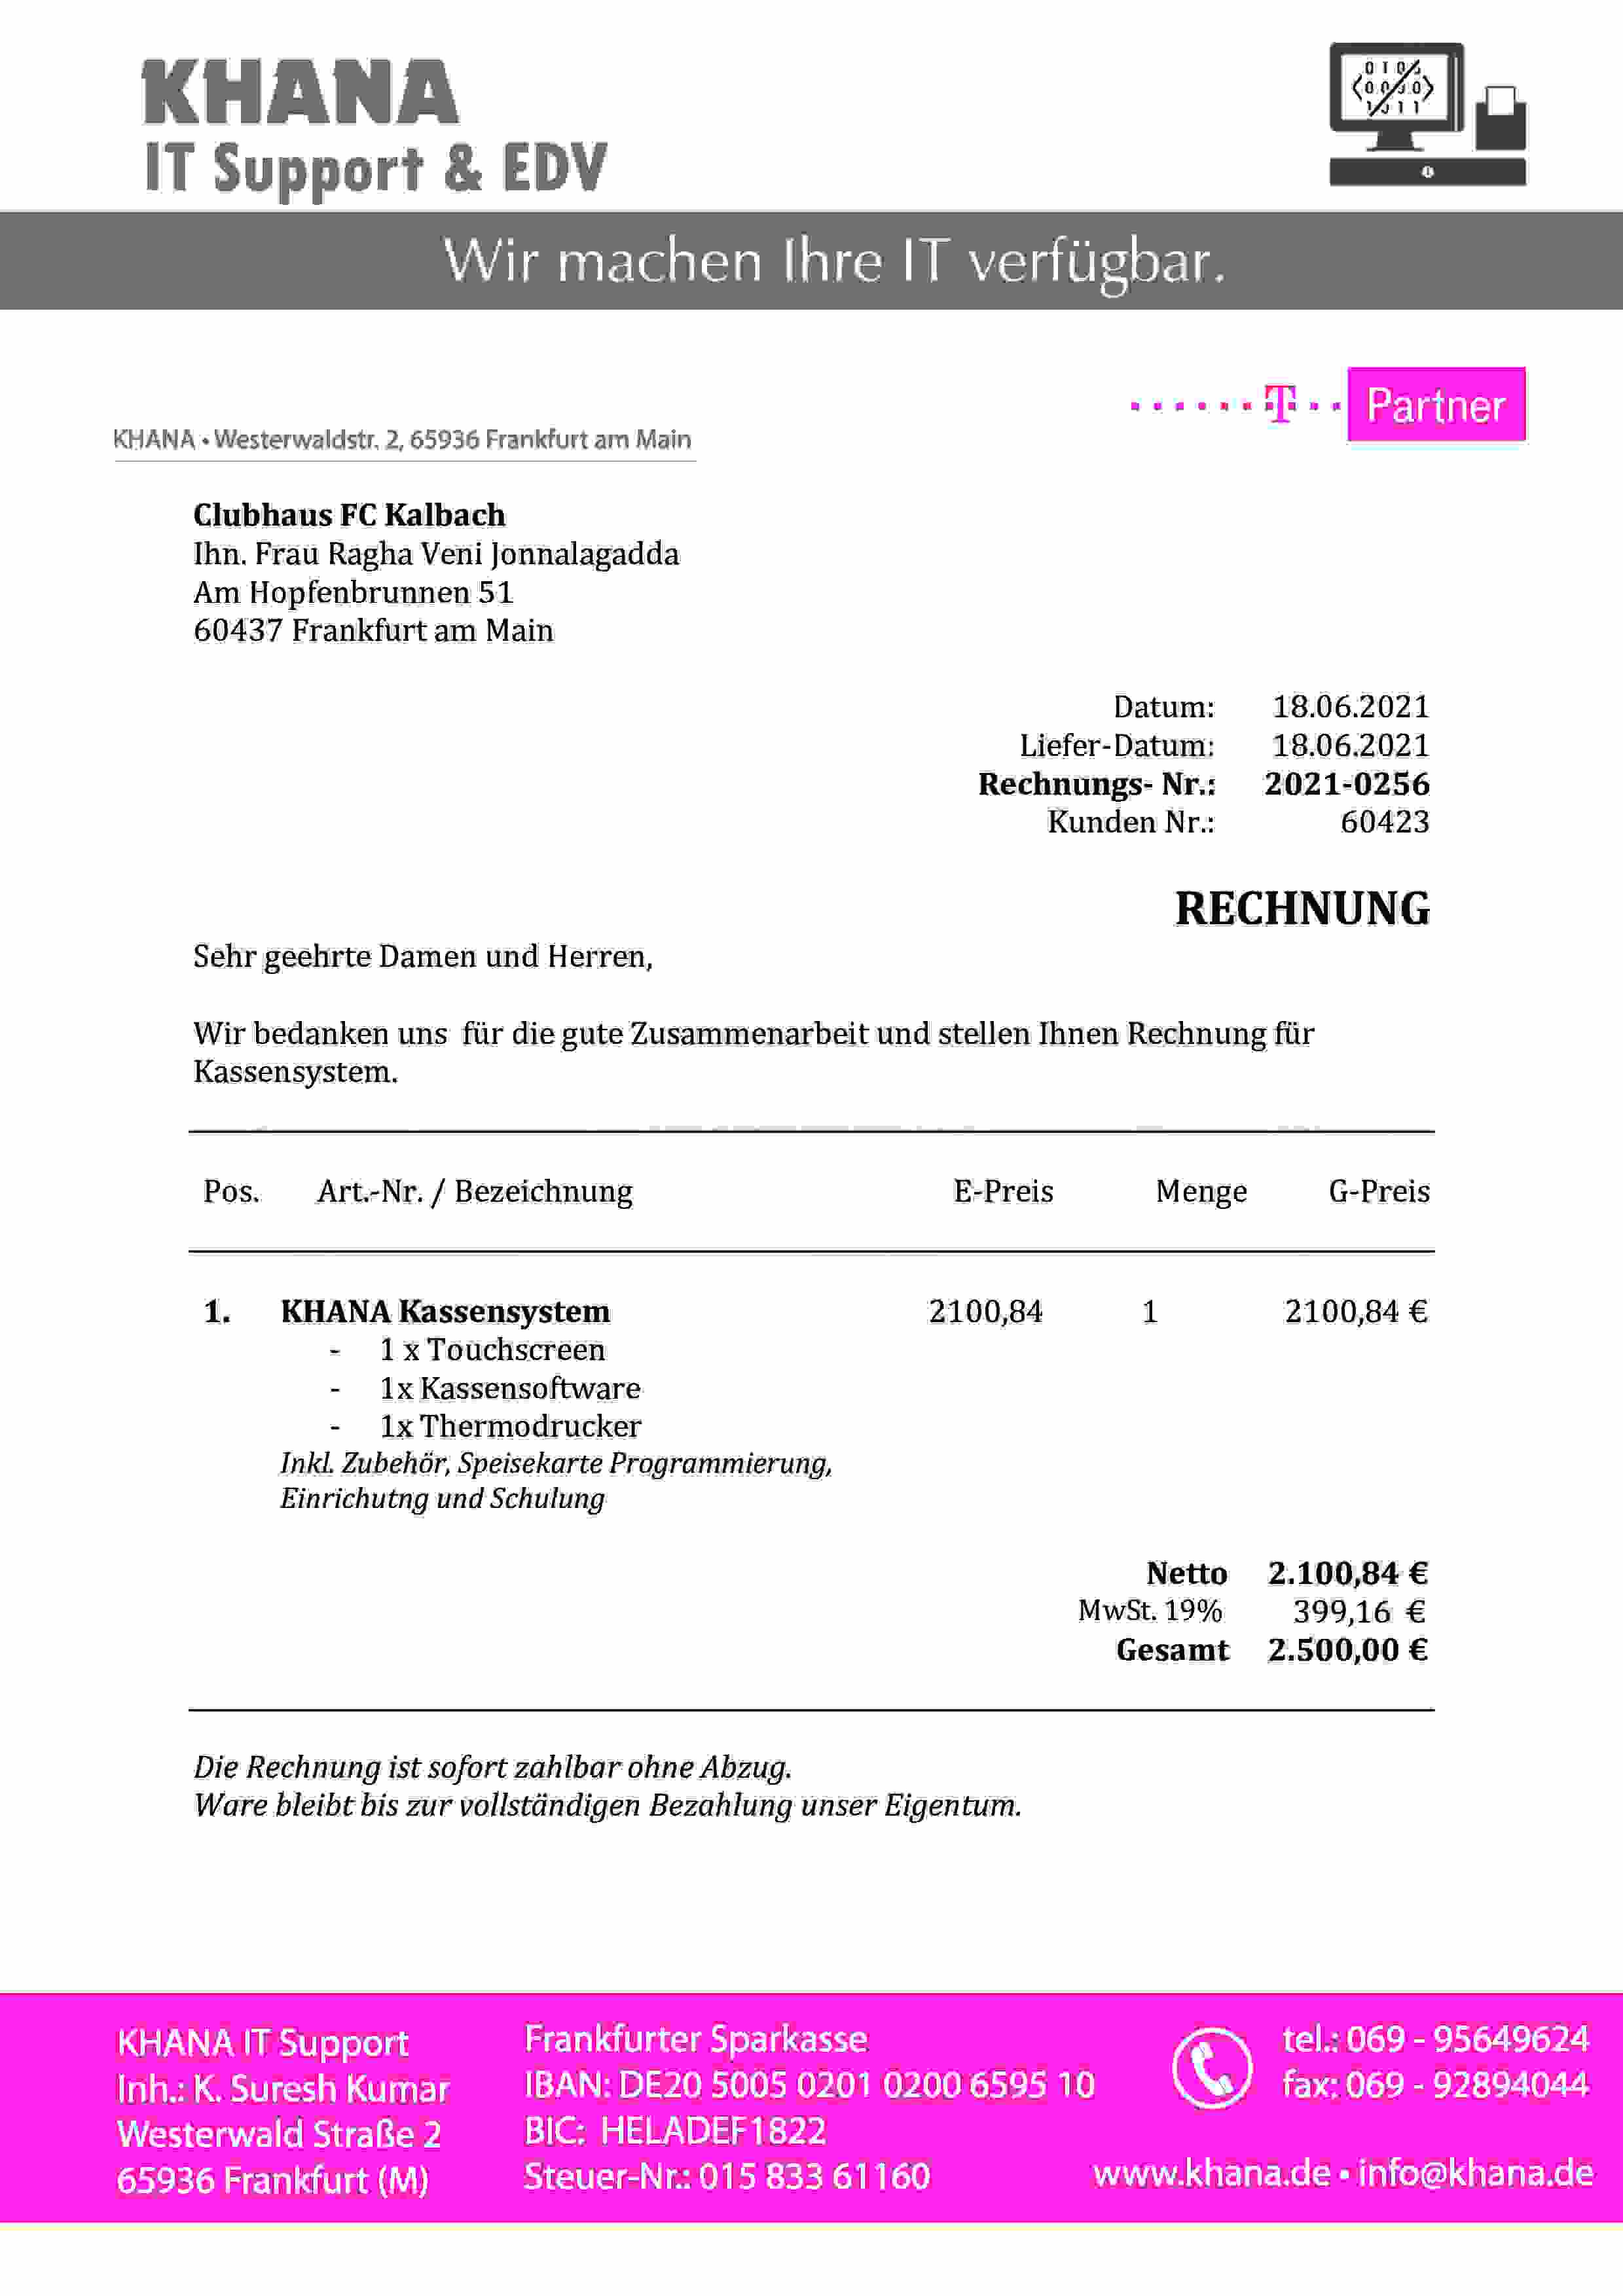 KHANA
IT Support & EDV
Wir machen Ihre IT verfügbar.
T Partner
KHANA • Westerwaldstr. 2, 65936 Frankfurt am Main
Clubhaus FC Kalbach
Ihn. Frau Ragha Veni Jonnalagadda
Am Hopfenbrunnen 51
60437 Frankfurt am Main
Datum: 18.06.2021
Liefer-Datum: 18.06.2021
Rechnungs- Nr.: 2021-0256
Kunden Nr.: 60423
RECHNUNG
Sehr geehrte Damen und Herren,
Wir bedanken uns für die gute Zusammenarbeit und stellen Ihnen Rechnung für
Kassensystem.
Pos. Art.-Nr. / Bezeichnung E-Preis Menge G-Preis
1. KHANA Kassensystem 2100,84 1 2100,84 €
- 1 x Touchscreen
- 1x Kassensoftware
- 1x Thermodrucker
Inkl. Zubehör, Speisekarte Programmierung,
Einrichutng und Schulung
Netto 2.100,84 €
MwSt. 19% 399,16 €
Gesamt 2.500,00 €
Die Rechnung ist sofort zahlbar ohne Abzug.
Ware bleibt bis zur vollständigen Bezahlung unser Eigentum.
KHANA IT Support
Inh.: K. Suresh Kumar
Westerwald Straße 2
65936 Frankfurt (M)
Frankfurter Sparkasse
IBAN: DE20 5005 0201 0200 6595 10
BIC: HELADEF1822
Steuer-Nr.: 015 833 61160
tel.: 069 - 95649624
fax: 069 - 92894044
www.khana.de • info@khana.de